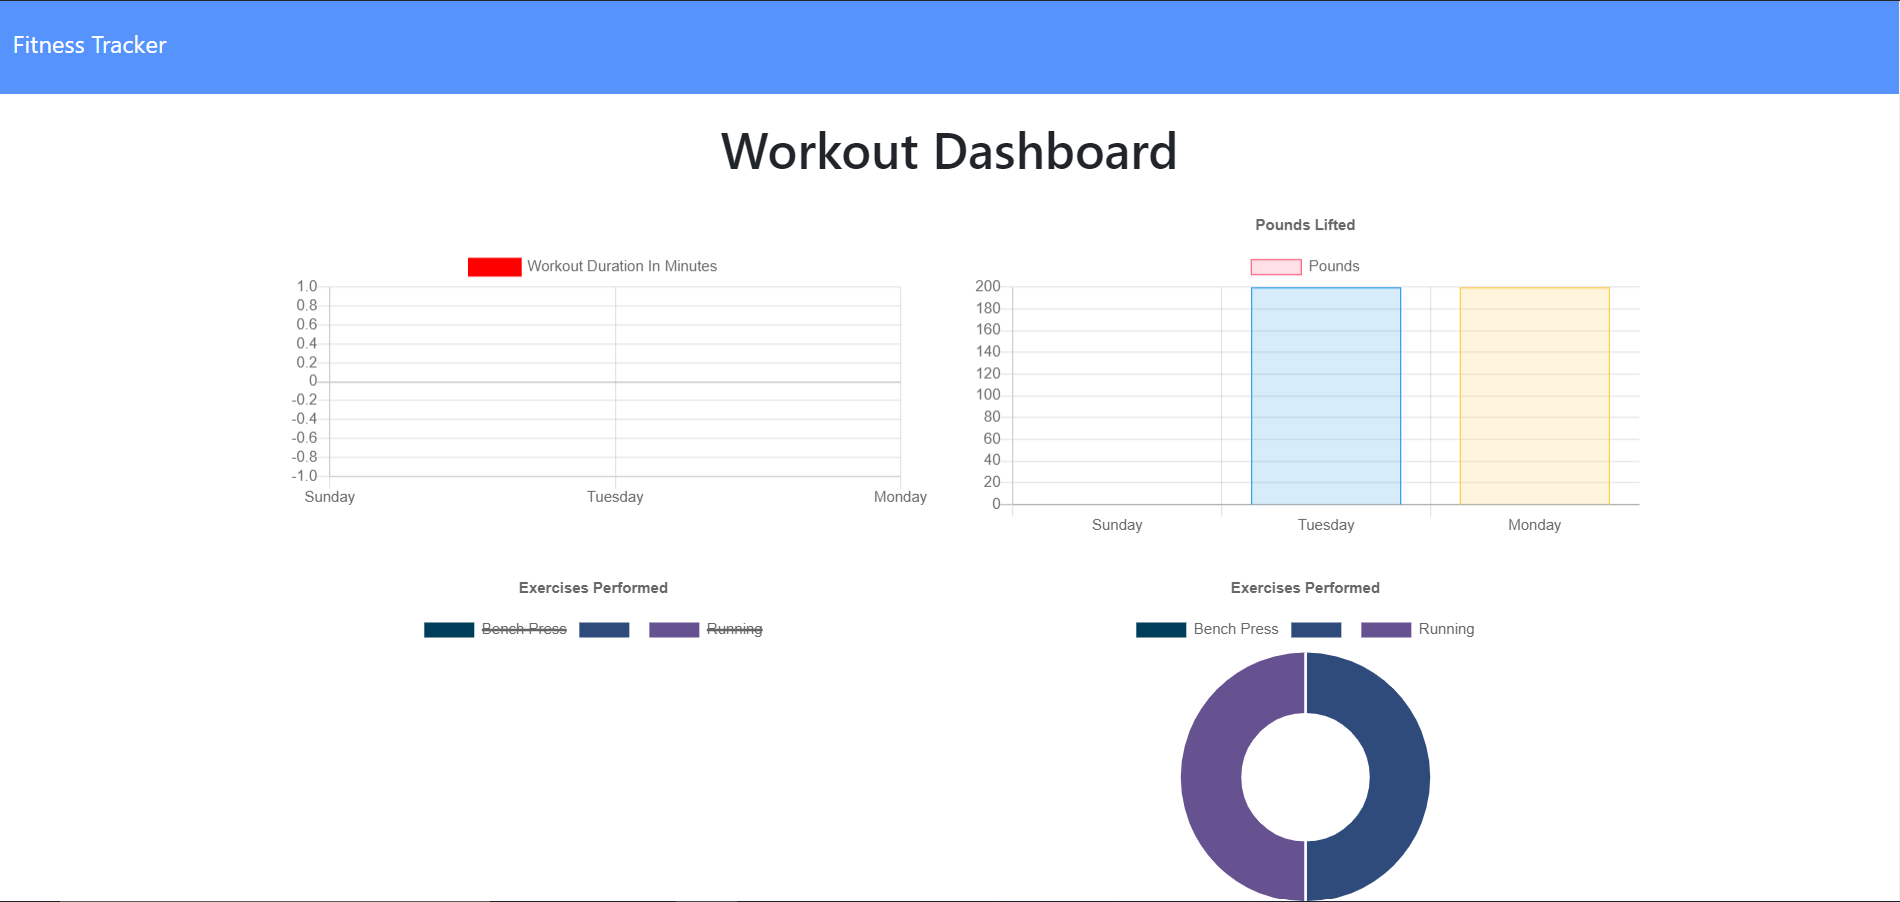 Fitness Tracker
Workout Dashboard
Workout Duration In Minutes
1.0
0.8
0.6
0.4
0.2
0
-0.2
-0.4
-0.6
-0.8
-1.0
Sunday Tuesday Monday
Pounds Lifted
Pounds
200
180
160
140
120
100
80
60
40
20
0
Sunday Tuesday Monday
Exercises Performed
Bench Press Running
Exercises Performed
Bench Press Running